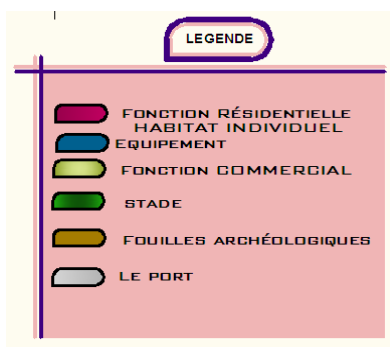 LEGENDE
FONCTION RÉSIDENTIELLE
HABITAT INDIVIDUEL
EQUIPEMENT
FONCTION COMMERCIAL
STADE
FOUILLES ARCHÉOLOGIQUES
LE PORT